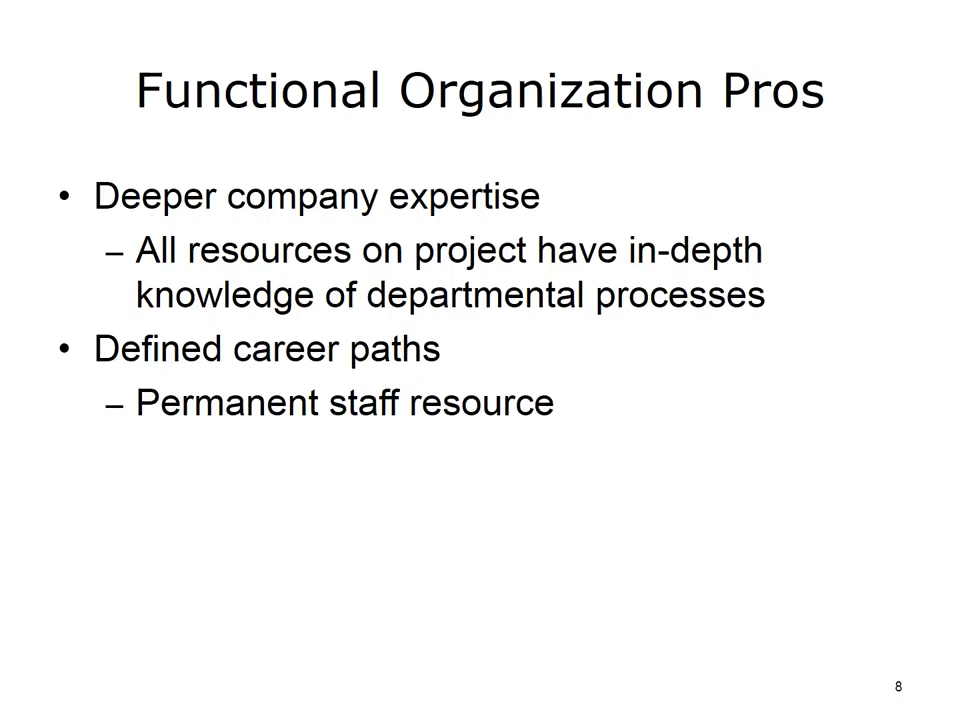 Functional Organization Pros
• Deeper company expertise
– All resources on project have in-depth
knowledge of departmental processes
• Defined career paths
– Permanent staff resource
8